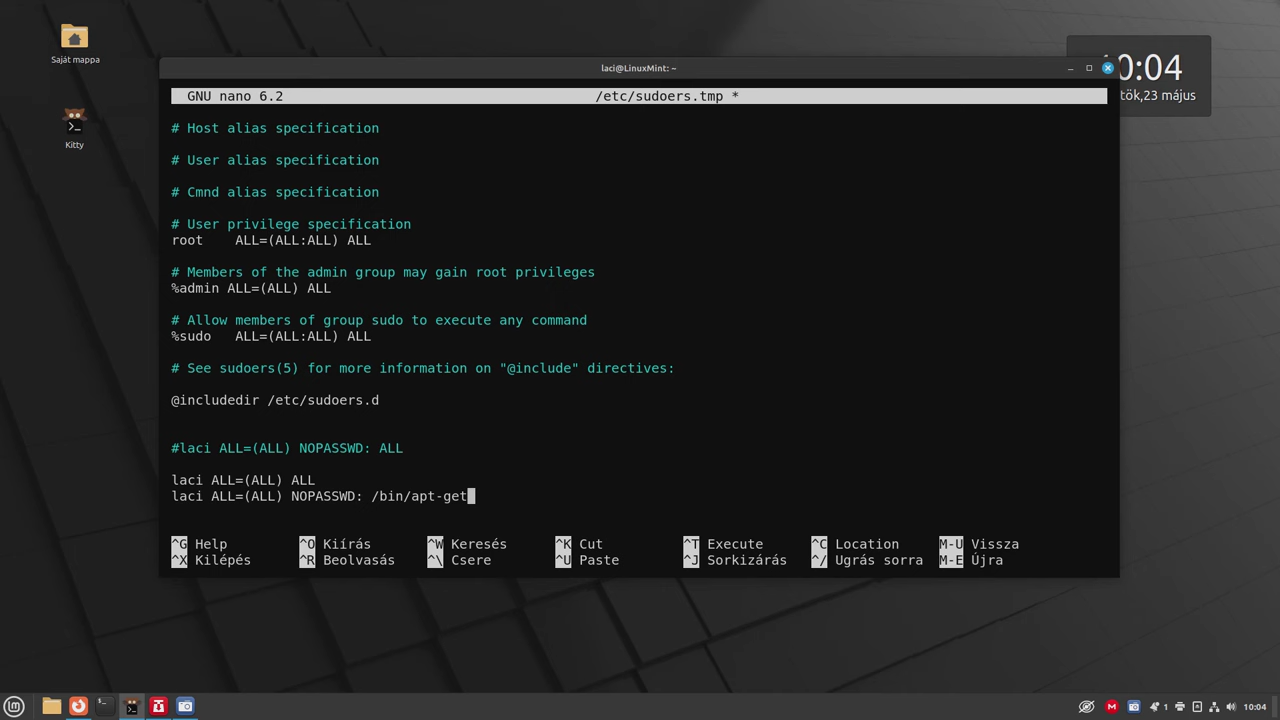 Saját mappa
Kitty
laci@LinuxMint: ~
0:04
tök,23 május
GNU nano 6.2 /etc/sudoers.tmp *
# Host alias specification
# User alias specification
# Cmnd alias specification
# User privilege specification
root    ALL=(ALL:ALL) ALL
# Members of the admin group may gain root privileges
%admin ALL=(ALL) ALL
# Allow members of group sudo to execute any command
%sudo   ALL=(ALL:ALL) ALL
# See sudoers(5) for more information on "@include" directives:
@includedir /etc/sudoers.d
#laci ALL=(ALL) NOPASSWD: ALL
laci ALL=(ALL) ALL
laci ALL=(ALL) NOPASSWD: /bin/apt-get
^G Help ^O Kiírás ^W Keresés ^K Cut ^T Execute ^C Location M-U Vissza
^X Kilépés ^R Beolvasás ^\ Csere ^U Paste ^J Sorkizárás ^/ Ugrás sorra M-E Újra
1 10:04